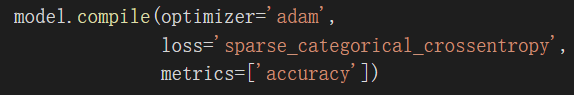 model.compile(optimizer='adam',
              loss='sparse_categorical_crossentropy',
              metrics=['accuracy'])